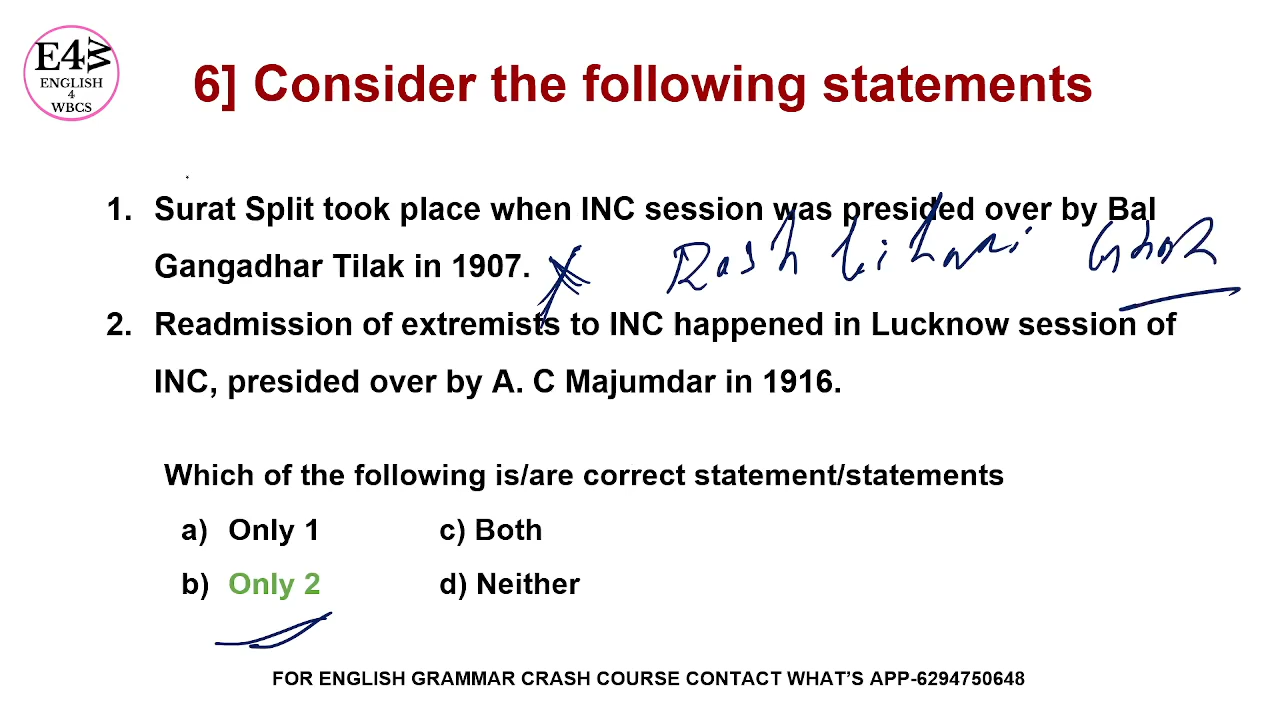 E4W
ENGLISH
4
WBCS
6] Consider the following statements
1. Surat Split took place when INC session was presided over by Bal
Gangadhar Tilak in 1907.
Rash bihari Ghosh
2. Readmission of extremists to INC happened in Lucknow session of
INC, presided over by A. C Majumdar in 1916.
Which of the following is/are correct statement/statements
a) Only 1 c) Both
b) Only 2 d) Neither
FOR ENGLISH GRAMMAR CRASH COURSE CONTACT WHAT'S APP-6294750648